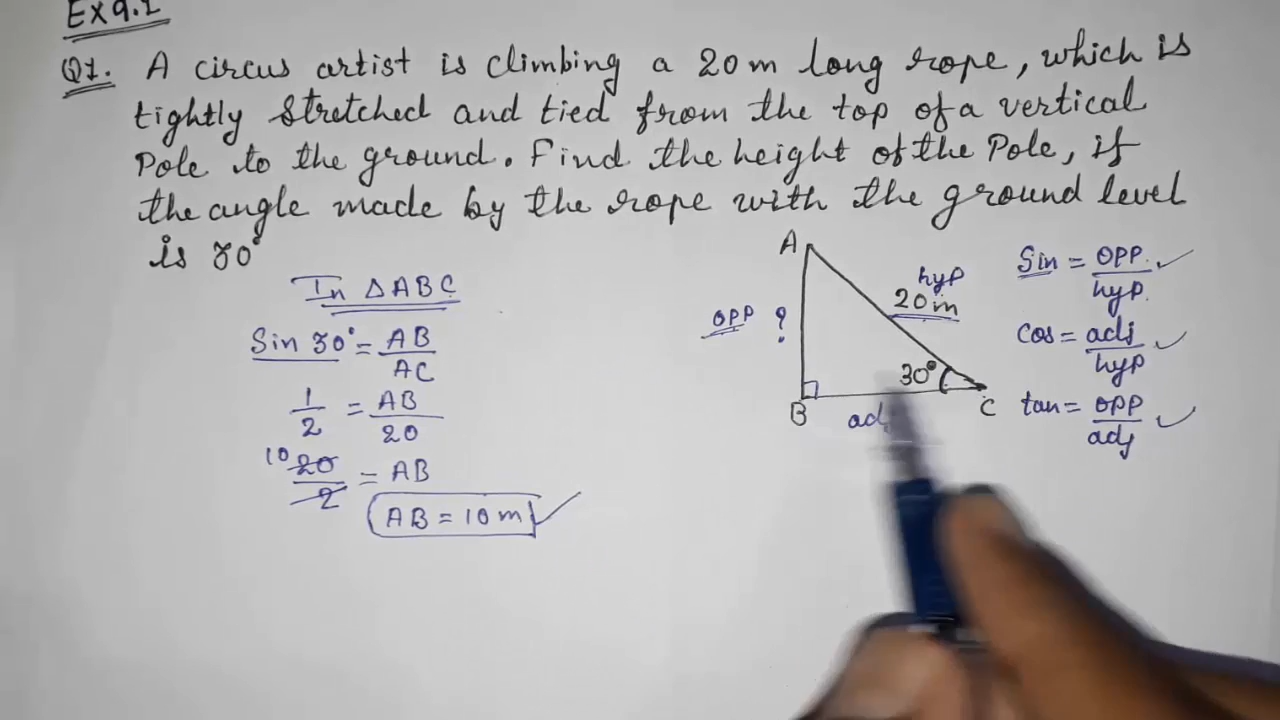 Ex 9.1
Q1. A circus artist is climbing a 20 m long rope, which is
tightly stretched and tied from the top of a vertical
Pole to the ground. Find the height of the Pole, if
the angle made by the rope with the ground level
is 30°
In ΔABC
Sin 30° = AB/AC
1/2 = AB/20
10 20/2 = AB
AB = 10 m
A
hyp
20 m
OPP ?
30°
B
C
Sin = OPP./hyp.
cos = adj/hyp
tan = OPP/adj